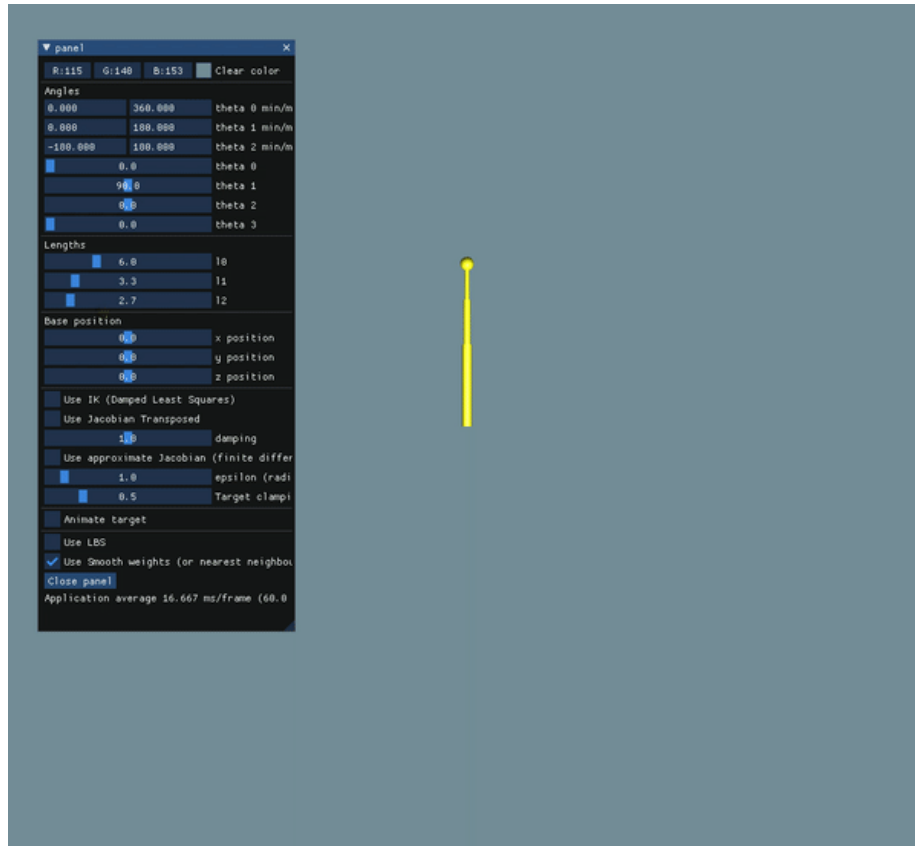 panel
R:115 G:140 B:153 Clear color
Angles
0.000 360.000 theta 0 min/m
0.000 180.000 theta 1 min/m
-180.000 180.000 theta 2 min/m
0.0 theta 0
90.0 theta 1
0.0 theta 2
0.0 theta 3
Lengths
6.0 l0
3.3 l1
2.7 l2
Base position
0.0 x position
0.0 y position
0.0 z position
Use IK (Damped Least Squares)
Use Jacobian Transposed
1.0 damping
Use approximate Jacobian (finite differ
1.0 epsilon (radi
0.5 Target clampi
Animate target
Use LBS
Use Smooth weights (or nearest neighbou
Close panel
Application average 16.667 ms/frame (60.0